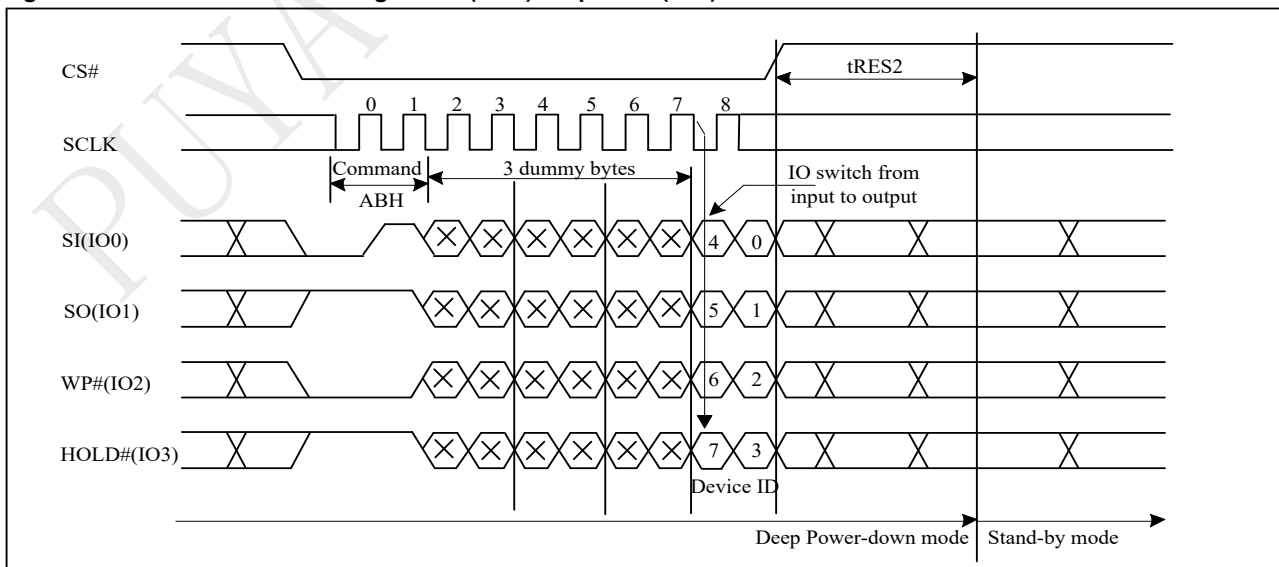 PUYA
CS#
tRES2
0 1 2 3 4 5 6 7 8
SCLK
Command
ABH
3 dummy bytes
IO switch from
input to output
SI(IO0)
4 0
SO(IO1)
5 1
WP#(IO2)
6 2
HOLD#(IO3)
7 3
Device ID
Deep Power-down mode
Stand-by mode